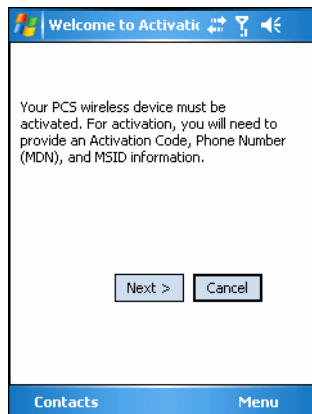 Welcome to Activatic
Your PCS wireless device must be
activated. For activation, you will need to
provide an Activation Code, Phone Number
(MDN), and MSID information.
Next > Cancel
Contacts Menu